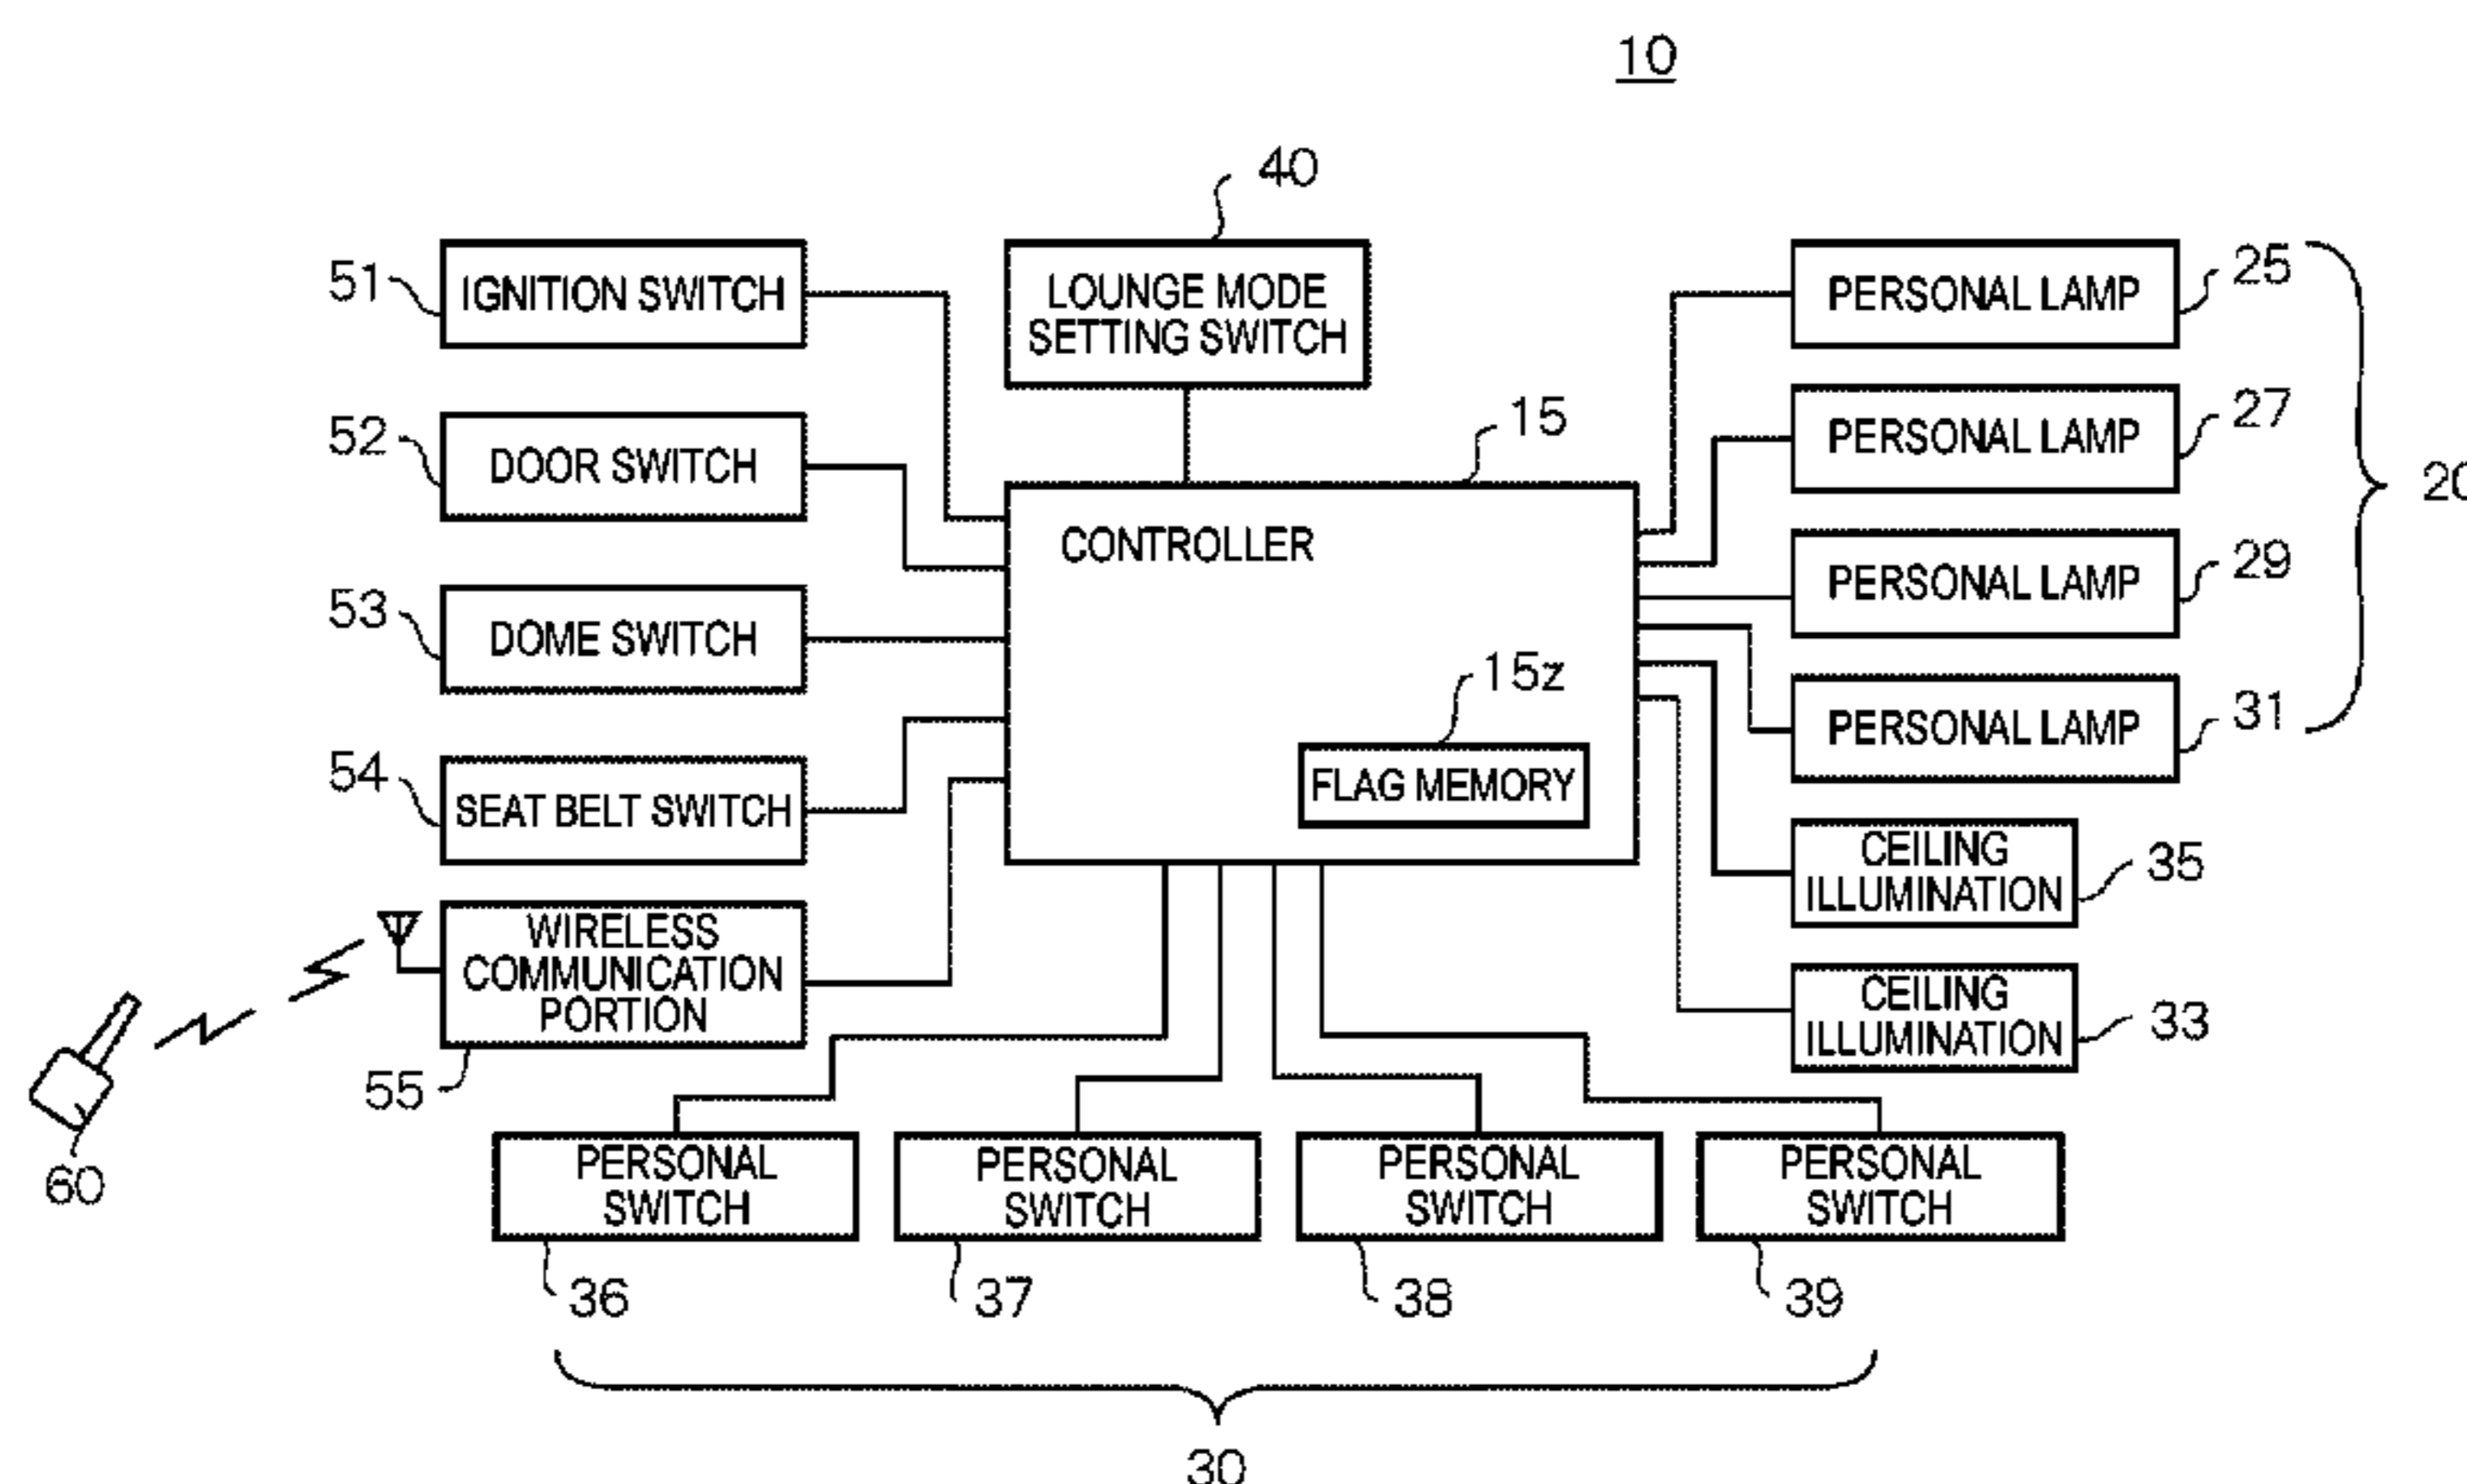 10
40
51
IGNITION SWITCH
LOUNGE MODE
SETTING SWITCH
PERSONAL LAMP
25
52
DOOR SWITCH
15
PERSONAL LAMP
27
20
CONTROLLER
PERSONAL LAMP
29
53
DOME SWITCH
15z
FLAG MEMORY
PERSONAL LAMP
31
54
SEAT BELT SWITCH
CEILING
ILLUMINATION
35
WIRELESS
COMMUNICATION
PORTION
55
CEILING
ILLUMINATION
33
60
PERSONAL
SWITCH
PERSONAL
SWITCH
PERSONAL
SWITCH
PERSONAL
SWITCH
36
37
38
39
30